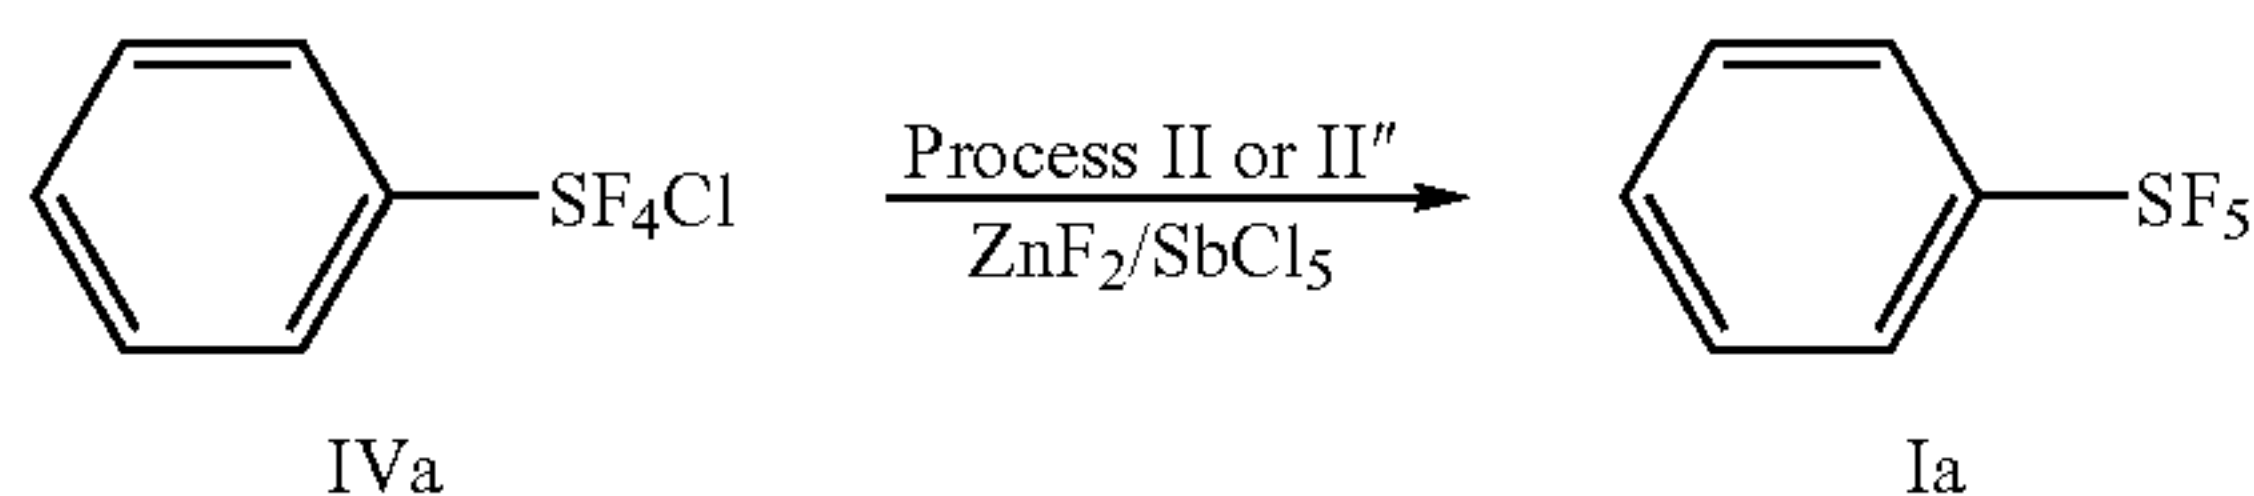 Process II or II″
SF₄Cl
SF₅
ZnF₂/SbCl₅
IVa
Ia